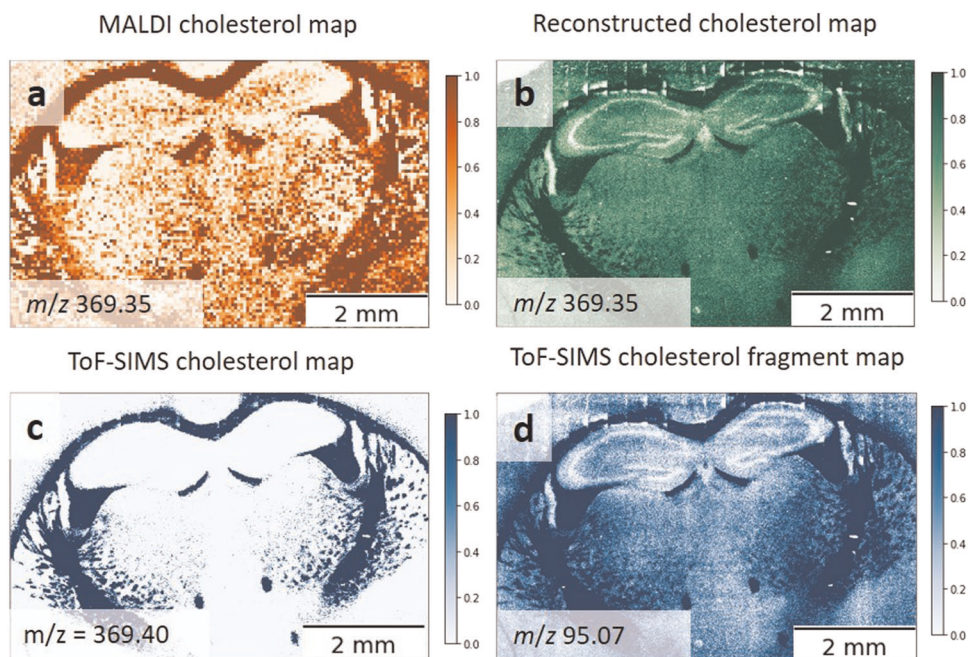 MALDI cholesterol map
Reconstructed cholesterol map
a
1.0
0.8
0.6
0.4
0.2
0.0
m/z 369.35
2 mm
b
1.0
0.8
0.6
0.4
0.2
0.0
m/z 369.35
2 mm
ToF-SIMS cholesterol map
ToF-SIMS cholesterol fragment map
c
1.0
0.8
0.6
0.4
0.2
0.0
m/z = 369.40
2 mm
d
1.0
0.8
0.6
0.4
0.2
0.0
m/z 95.07
2 mm